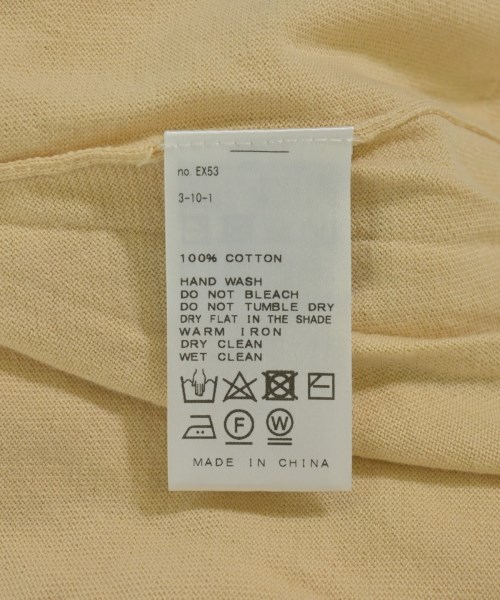 no. EX53
3-10-1
100% COTTON
HAND WASH
DO NOT BLEACH
DO NOT TUMBLE DRY
DRY FLAT IN THE SHADE
WARM IRON
DRY CLEAN
WET CLEAN
F W
MADE IN CHINA